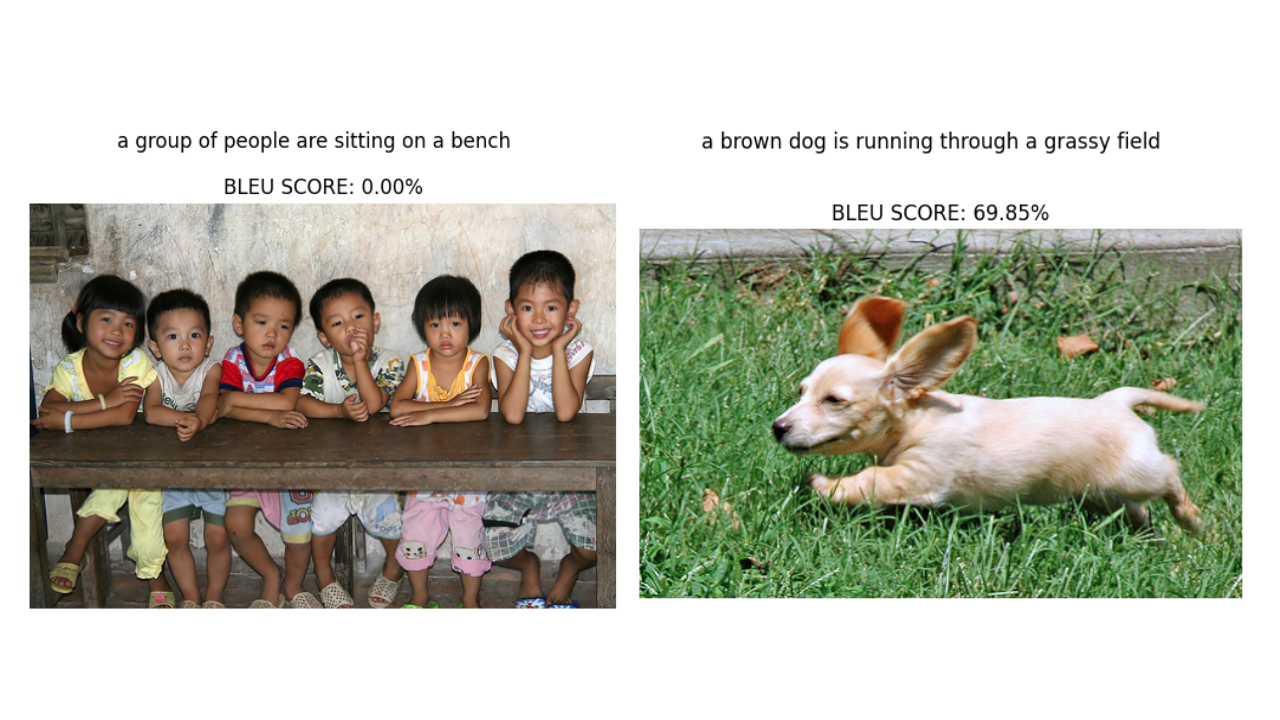 a group of people are sitting on a bench
BLEU SCORE: 0.00%
a brown dog is running through a grassy field
BLEU SCORE: 69.85%